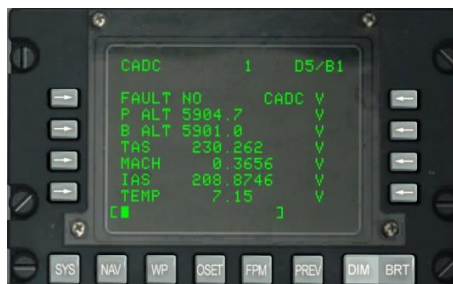 CADC 1 D5/B1
FAULT NO CADC V
P ALT 5904.7 V
B ALT 5901.0 V
TAS 230.262 V
MACH 0.3656 V
IAS 208.8746 V
TEMP 7.15 V
[ ]
SYS NAV WP OSET FPM PREV DIM BRT